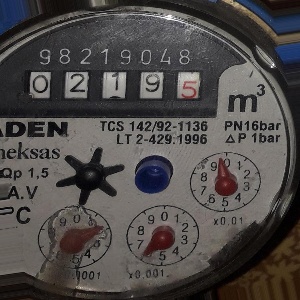 98219048
02195
m³
ADEN
TCS 142/92-1136
PN16bar
neksas
LT 2-429.1996
ΔP 1bar
Qp 1,5
A.V
°C
x0.01
x0.001
0001